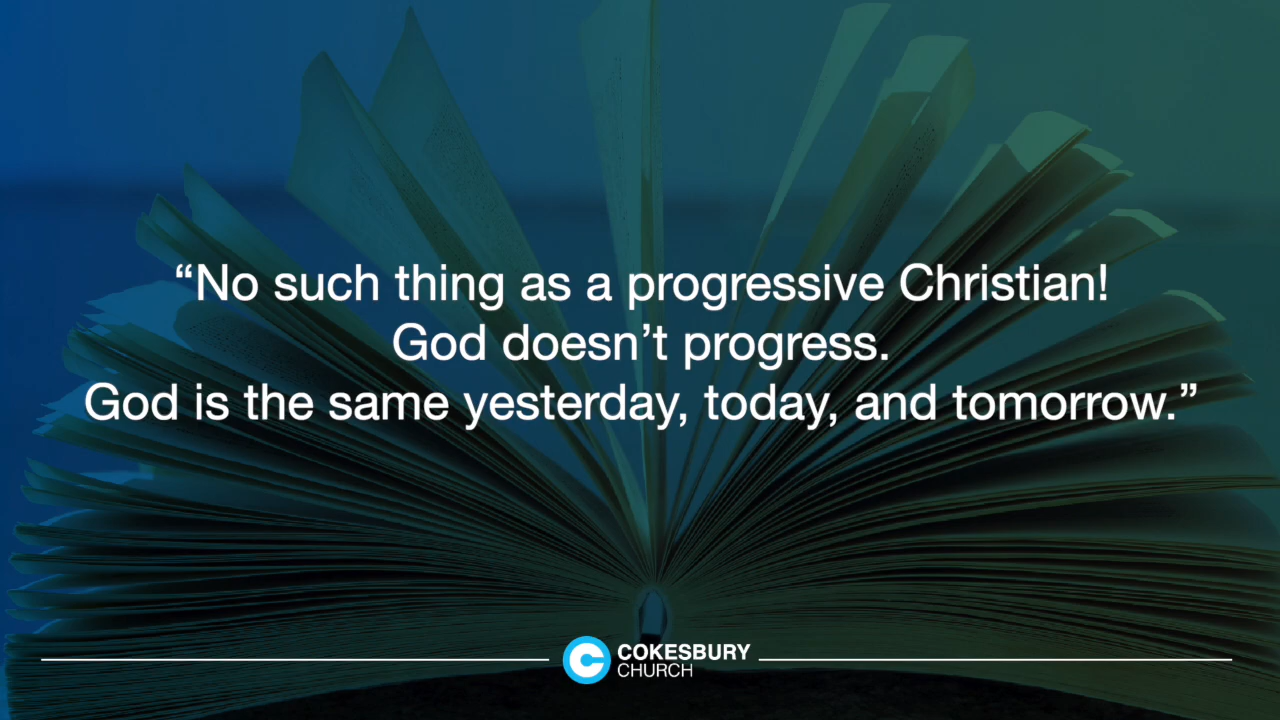 “No such thing as a progressive Christian!
God doesn’t progress.
God is the same yesterday, today, and tomorrow.”
COKESBURY
CHURCH